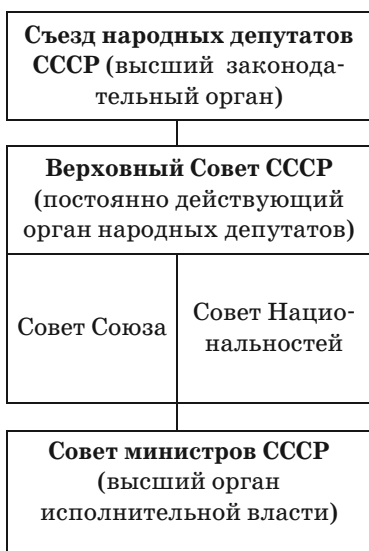 Съезд народных депутатов
СССР (высший законода-
тельный орган)
Верховный Совет СССР
(постоянно действующий
орган народных депутатов)
Совет Союза
Совет Нацио-
нальностей
Совет министров СССР
(высший орган
исполнительной власти)